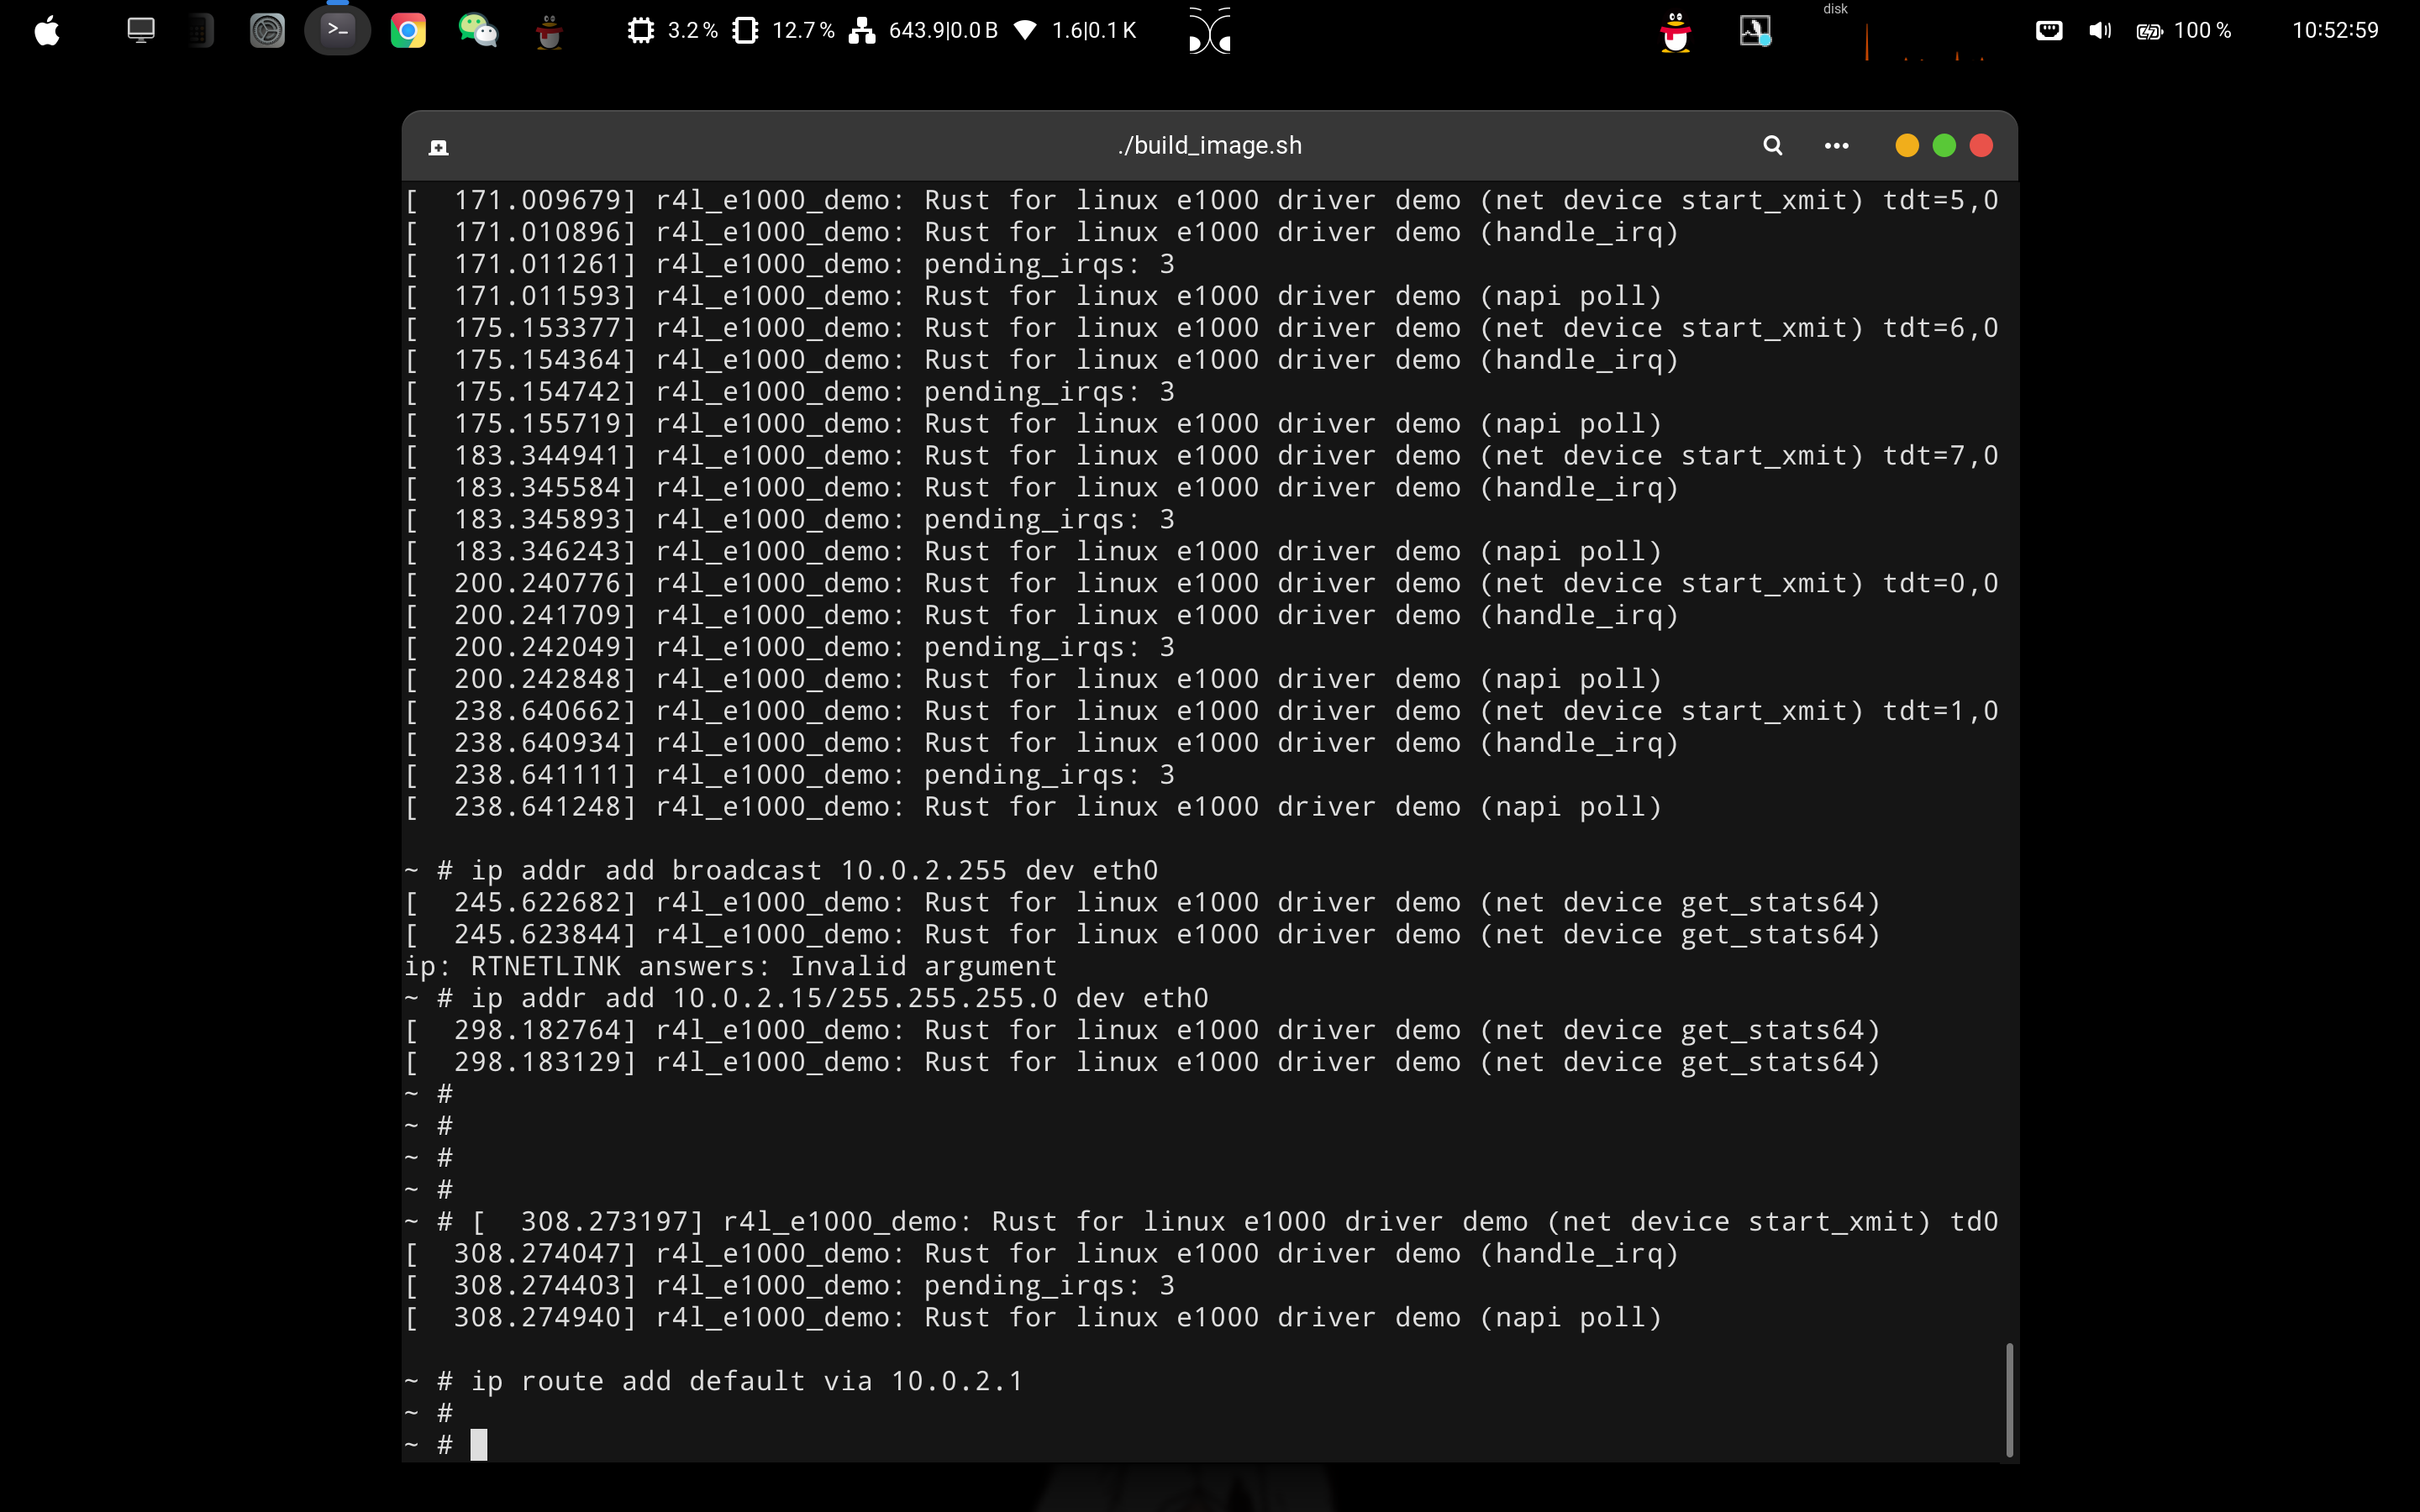 3.2 % 12.7 % 643.9|0.0 B 1.6|0.1 K disk 100 % 10:52:59
./build_image.sh
[  171.009679] r4l_e1000_demo: Rust for linux e1000 driver demo (net device start_xmit) tdt=5,0
[  171.010896] r4l_e1000_demo: Rust for linux e1000 driver demo (handle_irq)
[  171.011261] r4l_e1000_demo: pending_irqs: 3
[  171.011593] r4l_e1000_demo: Rust for linux e1000 driver demo (napi poll)
[  175.153377] r4l_e1000_demo: Rust for linux e1000 driver demo (net device start_xmit) tdt=6,0
[  175.154364] r4l_e1000_demo: Rust for linux e1000 driver demo (handle_irq)
[  175.154742] r4l_e1000_demo: pending_irqs: 3
[  175.155719] r4l_e1000_demo: Rust for linux e1000 driver demo (napi poll)
[  183.344941] r4l_e1000_demo: Rust for linux e1000 driver demo (net device start_xmit) tdt=7,0
[  183.345584] r4l_e1000_demo: Rust for linux e1000 driver demo (handle_irq)
[  183.345893] r4l_e1000_demo: pending_irqs: 3
[  183.346243] r4l_e1000_demo: Rust for linux e1000 driver demo (napi poll)
[  200.240776] r4l_e1000_demo: Rust for linux e1000 driver demo (net device start_xmit) tdt=0,0
[  200.241709] r4l_e1000_demo: Rust for linux e1000 driver demo (handle_irq)
[  200.242049] r4l_e1000_demo: pending_irqs: 3
[  200.242848] r4l_e1000_demo: Rust for linux e1000 driver demo (napi poll)
[  238.640662] r4l_e1000_demo: Rust for linux e1000 driver demo (net device start_xmit) tdt=1,0
[  238.640934] r4l_e1000_demo: Rust for linux e1000 driver demo (handle_irq)
[  238.641111] r4l_e1000_demo: pending_irqs: 3
[  238.641248] r4l_e1000_demo: Rust for linux e1000 driver demo (napi poll)
~ # ip addr add broadcast 10.0.2.255 dev eth0
[  245.622682] r4l_e1000_demo: Rust for linux e1000 driver demo (net device get_stats64)
[  245.623844] r4l_e1000_demo: Rust for linux e1000 driver demo (net device get_stats64)
ip: RTNETLINK answers: Invalid argument
~ # ip addr add 10.0.2.15/255.255.255.0 dev eth0
[  298.182764] r4l_e1000_demo: Rust for linux e1000 driver demo (net device get_stats64)
[  298.183129] r4l_e1000_demo: Rust for linux e1000 driver demo (net device get_stats64)
~ #
~ #
~ #
~ #
~ # [  308.273197] r4l_e1000_demo: Rust for linux e1000 driver demo (net device start_xmit) td0
[  308.274047] r4l_e1000_demo: Rust for linux e1000 driver demo (handle_irq)
[  308.274403] r4l_e1000_demo: pending_irqs: 3
[  308.274940] r4l_e1000_demo: Rust for linux e1000 driver demo (napi poll)
~ # ip route add default via 10.0.2.1
~ #
~ #